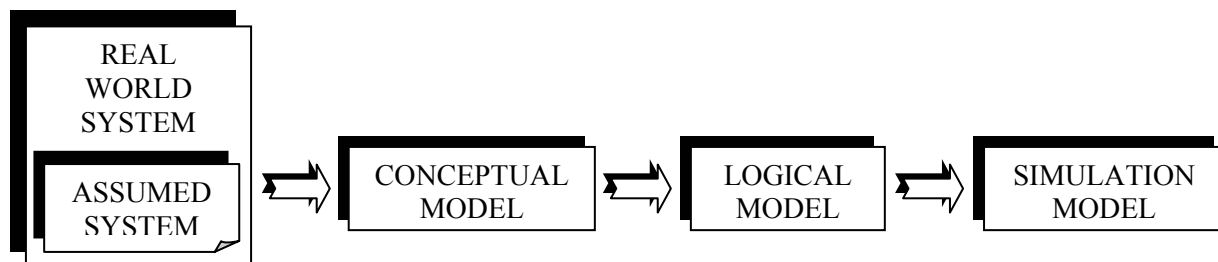 REAL
WORLD
SYSTEM
ASSUMED
SYSTEM
CONCEPTUAL
MODEL
LOGICAL
MODEL
SIMULATION
MODEL